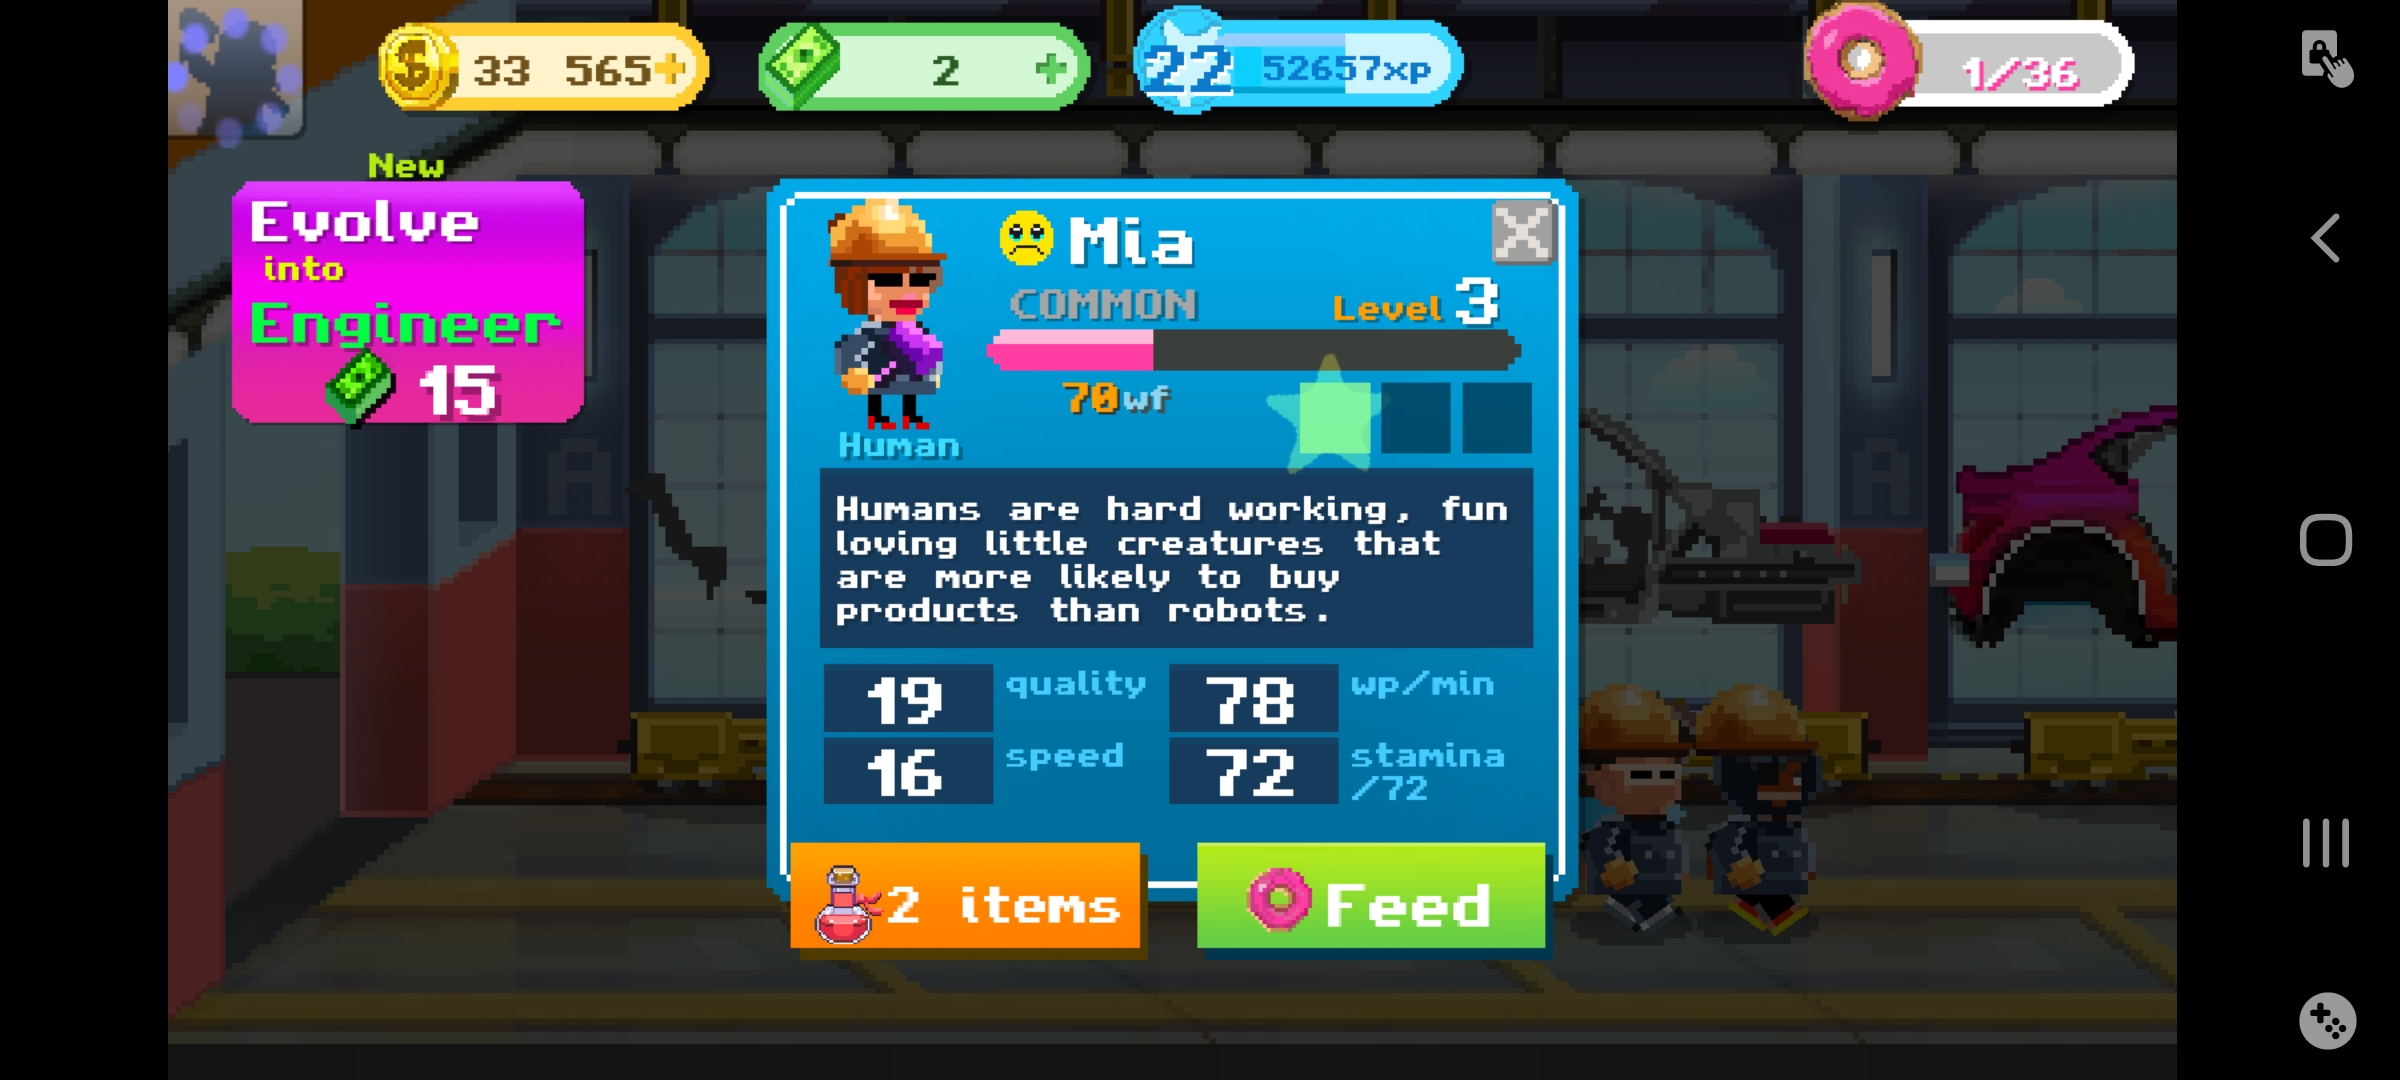 33 565+
2 +
22 52657xp
1/36
New
Evolve
into
Engineer
15
Mia
COMMON
Level 3
70wf
Human
Humans are hard working, fun
loving little creatures that
are more likely to buy
products than robots.
19 quality
78 wp/min
16 speed
72 stamina
/72
2 items
Feed
A
A